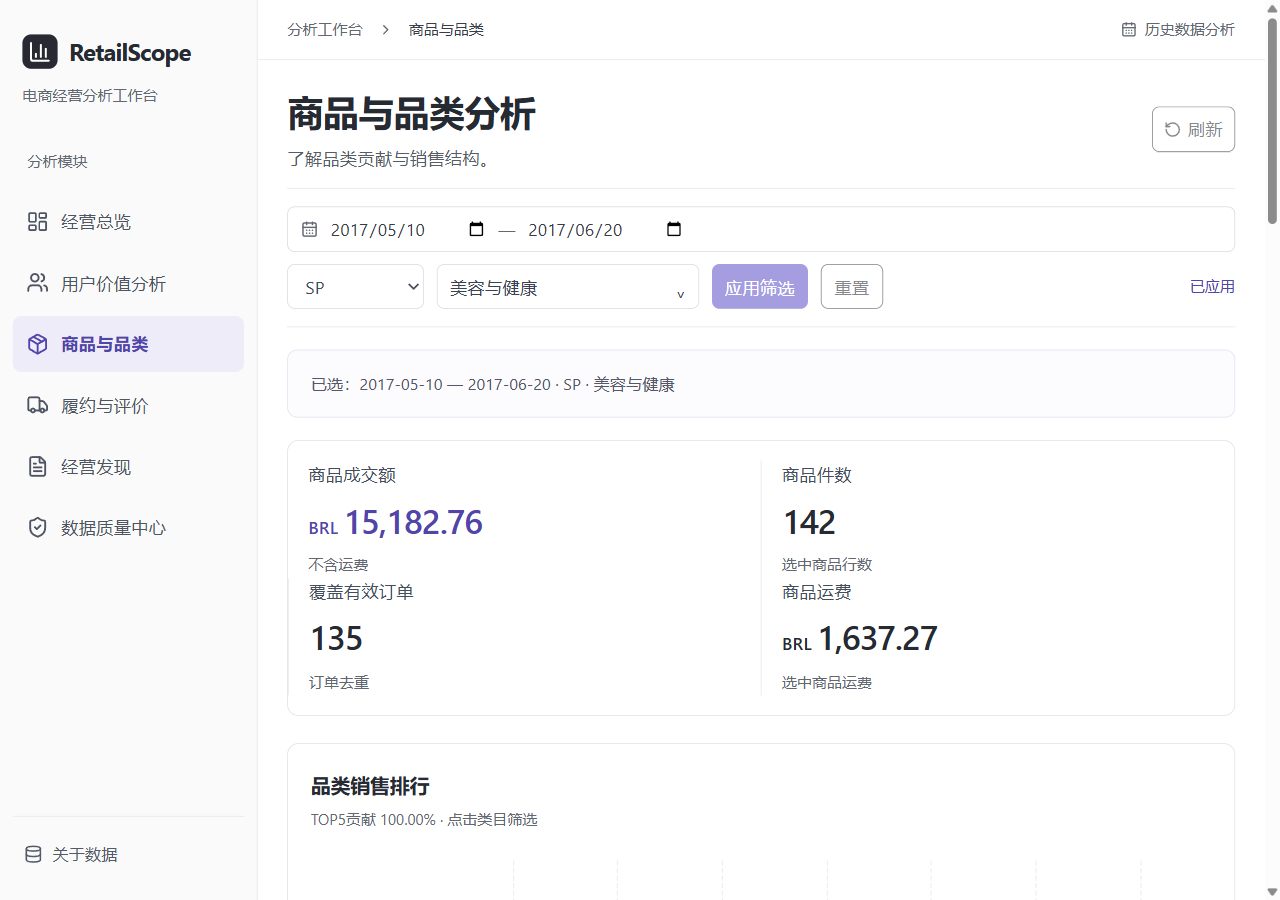 RetailScope
电商经营分析工作台
分析模块
经营总览
用户价值分析
商品与品类
履约与评价
经营发现
数据质量中心
关于数据
分析工作台 › 商品与品类
历史数据分析
商品与品类分析
了解品类贡献与销售结构。
刷新
2017/05/10 — 2017/06/20
SP 美容与健康 应用筛选 重置 已应用
已选：2017-05-10 — 2017-06-20 · SP · 美容与健康
商品成交额
BRL 15,182.76
不含运费
商品件数
142
选中商品行数
覆盖有效订单
135
订单去重
商品运费
BRL 1,637.27
选中商品运费
品类销售排行
TOP5贡献 100.00% · 点击类目筛选